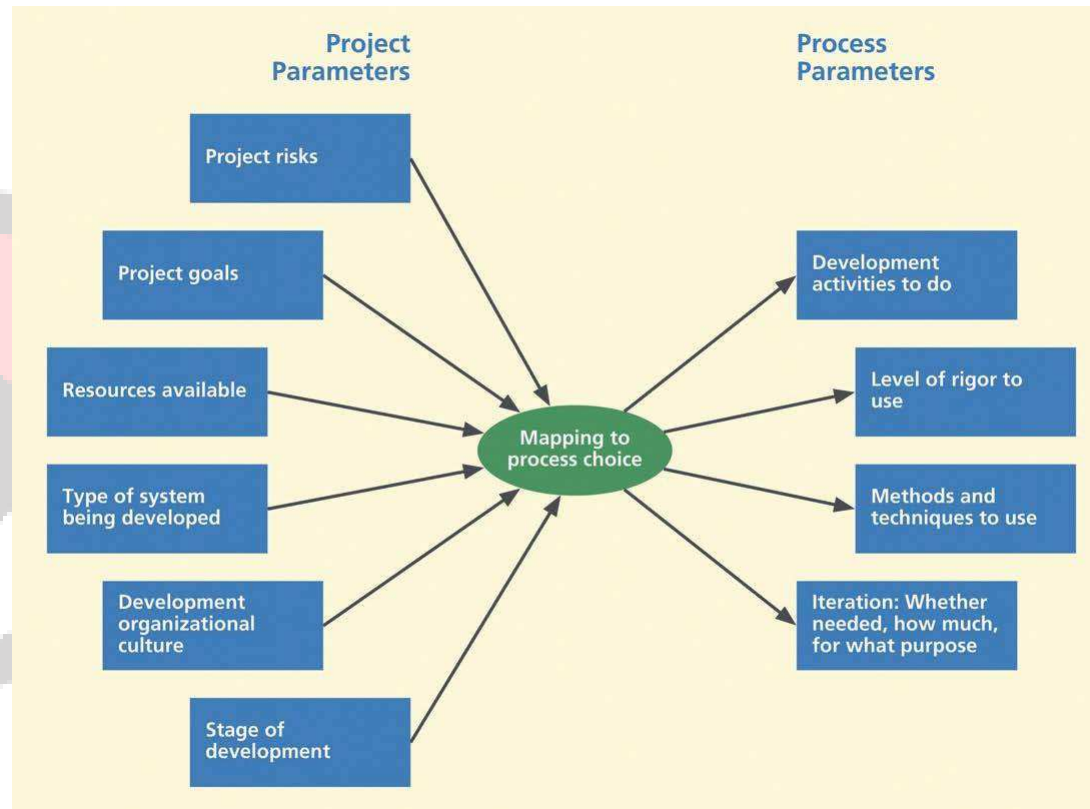 Project
Parameters
Process
Parameters
Project risks
Project goals
Resources available
Type of system
being developed
Development
organizational
culture
Stage of
development
Mapping to
process choice
Development
activities to do
Level of rigor to
use
Methods and
techniques to use
Iteration: Whether
needed, how much,
for what purpose